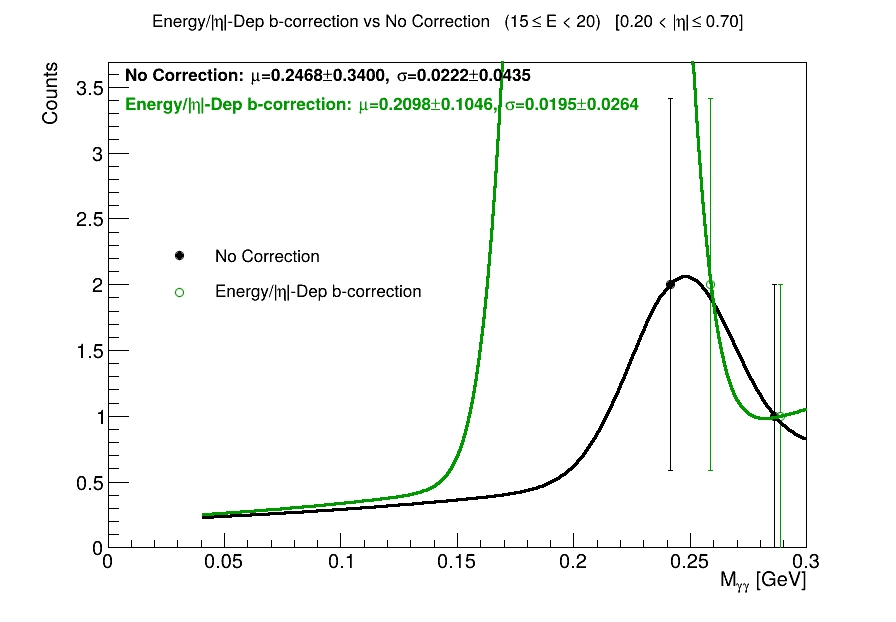 Energy/|η|-Dep b-correction vs No Correction (15 ≤ E < 20) [0.20 < |η| ≤ 0.70]
Counts
No Correction: μ=0.2468±0.3400, σ=0.0222±0.0435
Energy/|η|-Dep b-correction: μ=0.2098±0.1046, σ=0.0195±0.0264
3.5
3
2.5
No Correction
2
Energy/|η|-Dep b-correction
1.5
1
0.5
0
0 0.05 0.1 0.15 0.2 0.25 0.3
Mγγ [GeV]